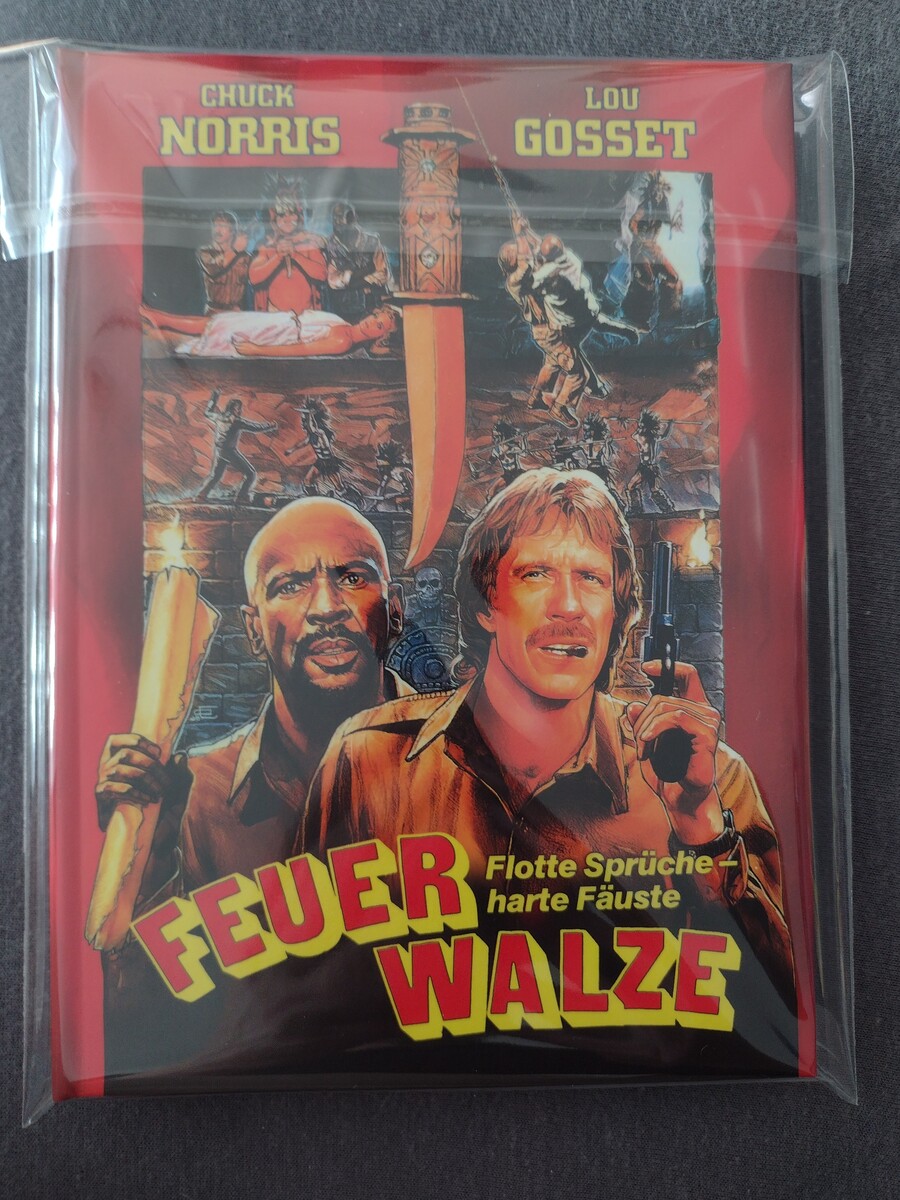 CHUCK
NORRIS
LOU
GOSSET
FEUER
Flotte Sprüche –
harte Fäuste
WALZE